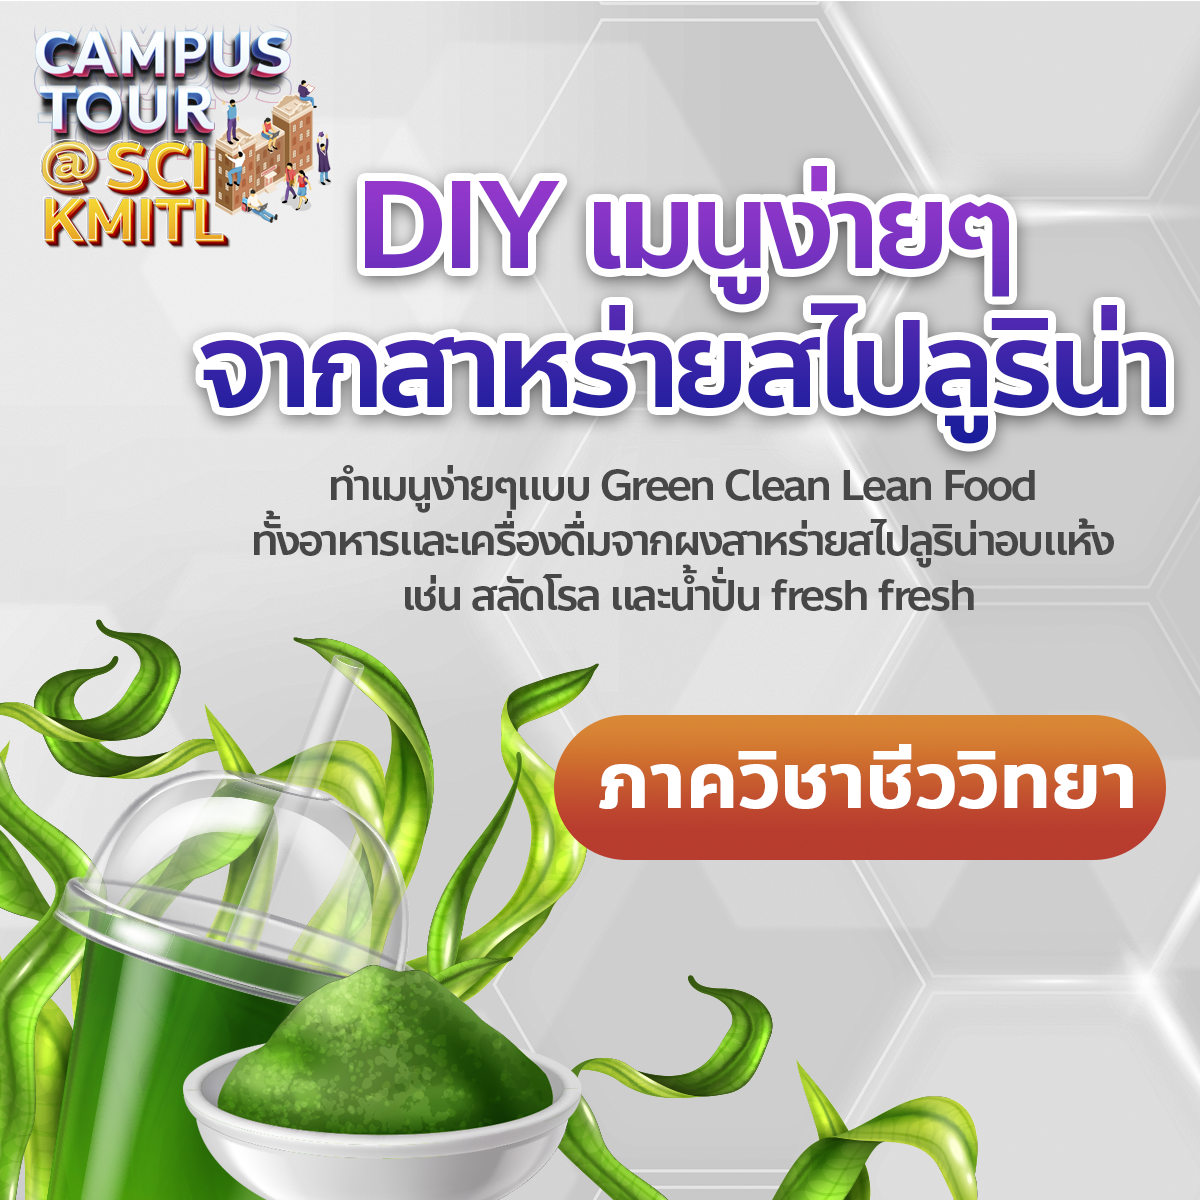 CAMPUS
TOUR
@ SCI
KMITL
DIY เมนูง่ายๆ
จากสาหร่ายสไปลูริน่า
ทำเมนูง่ายๆแบบ Green Clean Lean Food
ทั้งอาหารและเครื่องดื่มจากผงสาหร่ายสไปลูริน่าอบแห้ง
เช่น สลัดโรล และน้ำปั่น fresh fresh
ภาควิชาชีววิทยา